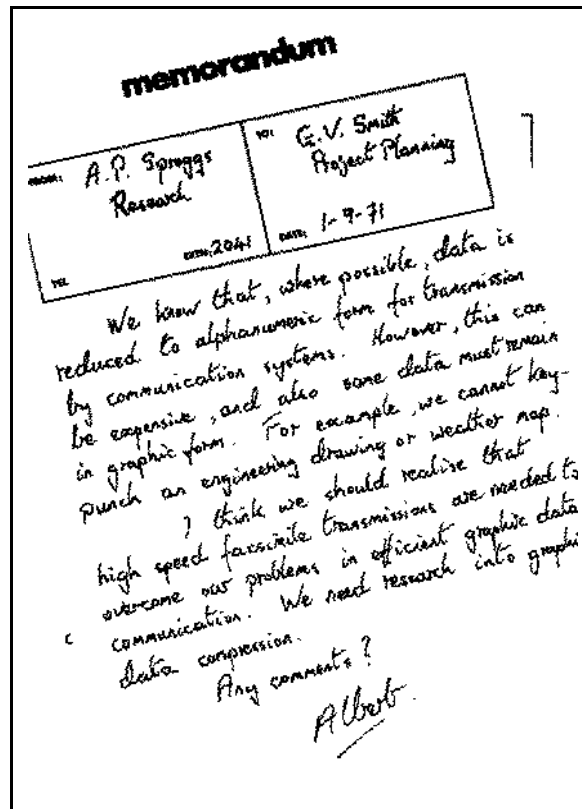 memorandum
FROM: A.P. Sproggs
Research
TO: G.V. Smith
Project Planning
TEL EXTN: 2041
DATE: 1-9-71
We know that, where possible, data is
reduced to alphanumeric form for transmission
by communication systems. However, this can
be expensive, and also some data must remain
in graphic form. For example, we cannot key-
punch an engineering drawing or weather map.
I think we should realise that
high speed facsimile transmissions are needed to
overcome our problems in efficient graphic data
communication. We need research into graphi
data compression.
Any comments?
Albert.